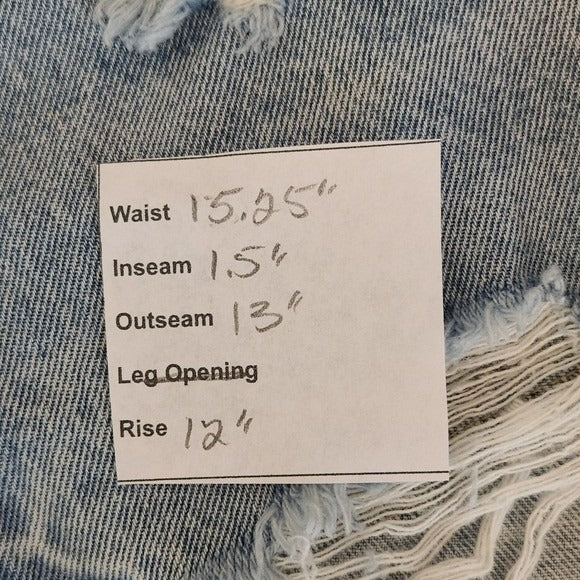 Waist 15.25"
Inseam 1.5"
Outseam 13"
Leg Opening
Rise 12"